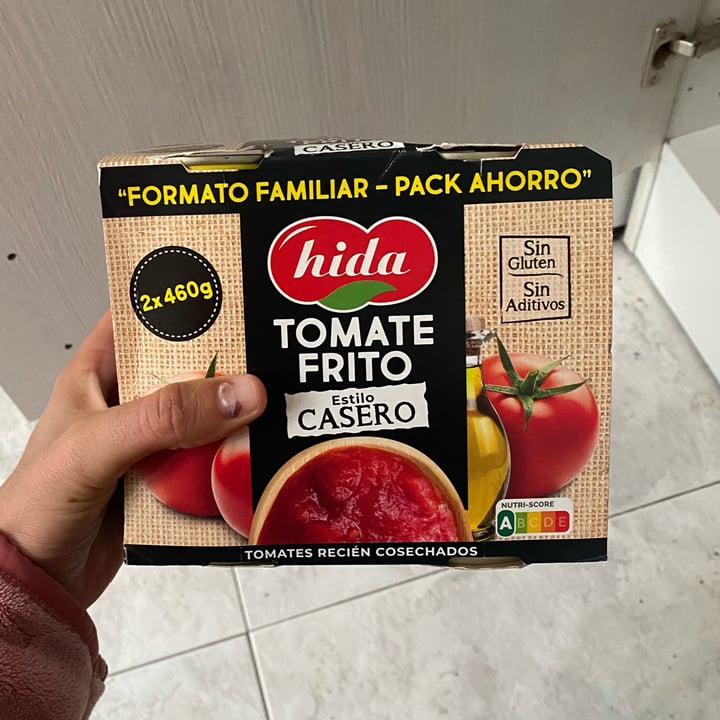 CASERO
“FORMATO FAMILIAR – PACK AHORRO”
2x460g
hida
Sin
Gluten
Sin
Aditivos
TOMATE
FRITO
Estilo
CASERO
NUTRI-SCORE
A B C D E
TOMATES RECIÉN COSECHADOS